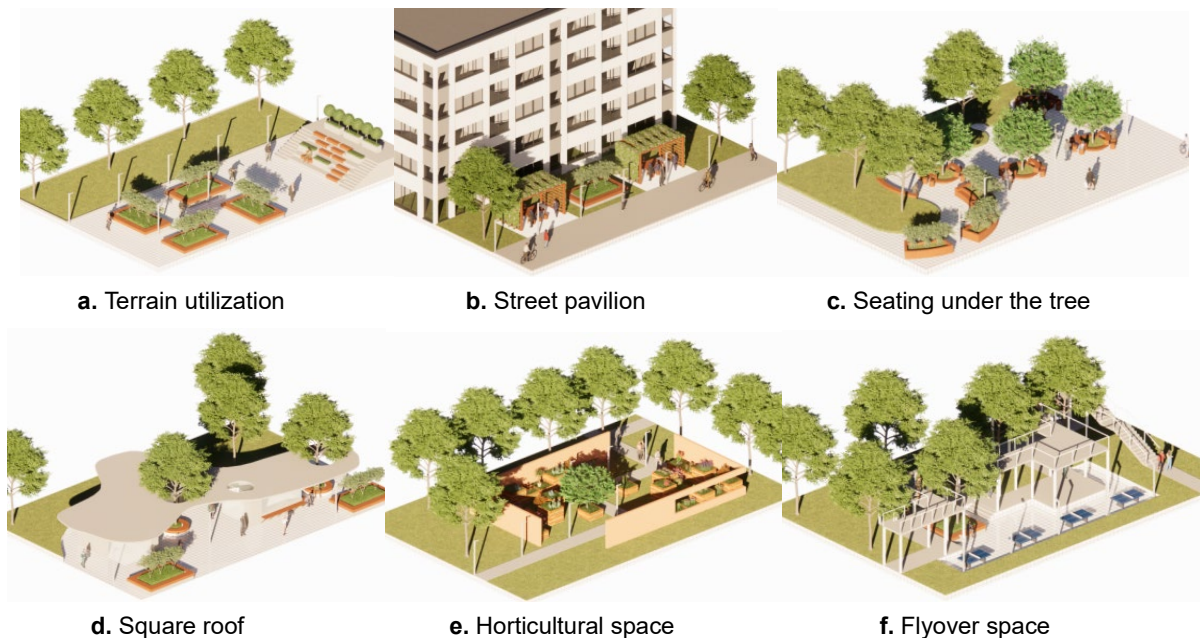 a. Terrain utilization
b. Street pavilion
c. Seating under the tree
d. Square roof
e. Horticultural space
f. Flyover space